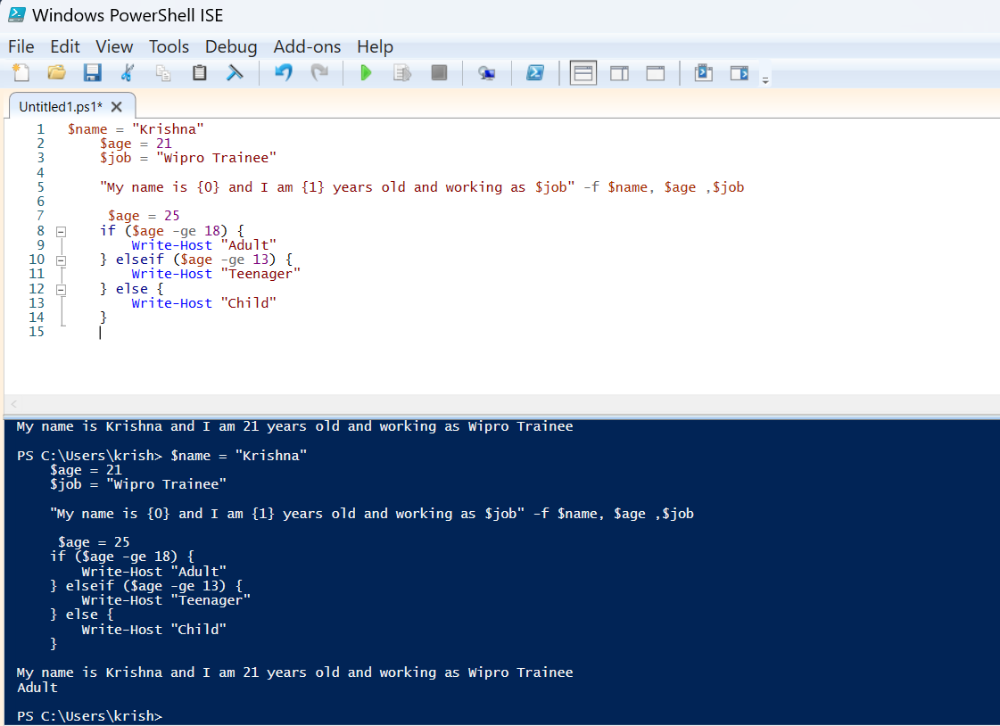 Windows PowerShell ISE
File Edit View Tools Debug Add-ons Help
Untitled1.ps1*
1 $name = "Krishna"
2 $age = 21
3 $job = "Wipro Trainee"
4
5 "My name is {0} and I am {1} years old and working as $job" -f $name, $age ,$job
6
7 $age = 25
8 if ($age -ge 18) {
9 Write-Host "Adult"
10 } elseif ($age -ge 13) {
11 Write-Host "Teenager"
12 } else {
13 Write-Host "Child"
14 }
15
My name is Krishna and I am 21 years old and working as Wipro Trainee
PS C:\Users\krish> $name = "Krishna"
$age = 21
$job = "Wipro Trainee"
"My name is {0} and I am {1} years old and working as $job" -f $name, $age ,$job
$age = 25
if ($age -ge 18) {
Write-Host "Adult"
} elseif ($age -ge 13) {
Write-Host "Teenager"
} else {
Write-Host "Child"
}
My name is Krishna and I am 21 years old and working as Wipro Trainee
Adult
PS C:\Users\krish>